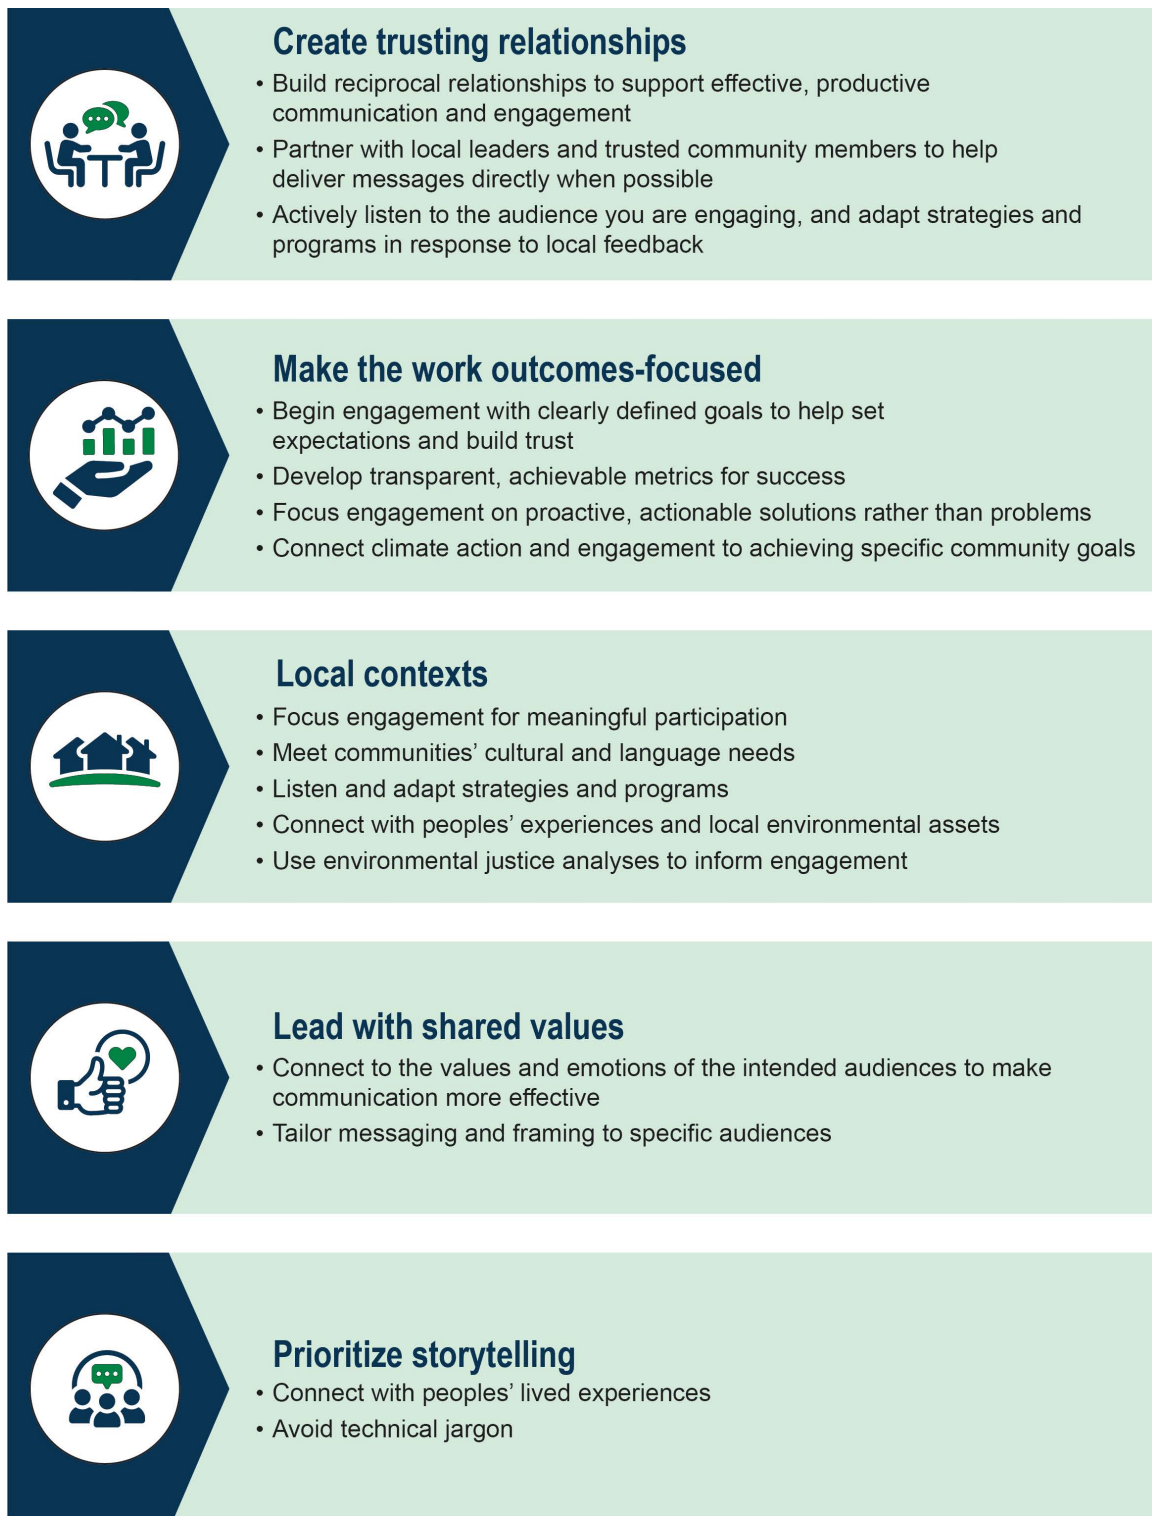 Create trusting relationships
• Build reciprocal relationships to support effective, productive
communication and engagement
• Partner with local leaders and trusted community members to help
deliver messages directly when possible
• Actively listen to the audience you are engaging, and adapt strategies and
programs in response to local feedback
Make the work outcomes-focused
• Begin engagement with clearly defined goals to help set
expectations and build trust
• Develop transparent, achievable metrics for success
• Focus engagement on proactive, actionable solutions rather than problems
• Connect climate action and engagement to achieving specific community goals
Local contexts
• Focus engagement for meaningful participation
• Meet communities’ cultural and language needs
• Listen and adapt strategies and programs
• Connect with peoples’ experiences and local environmental assets
• Use environmental justice analyses to inform engagement
Lead with shared values
• Connect to the values and emotions of the intended audiences to make
communication more effective
• Tailor messaging and framing to specific audiences
Prioritize storytelling
• Connect with peoples’ lived experiences
• Avoid technical jargon